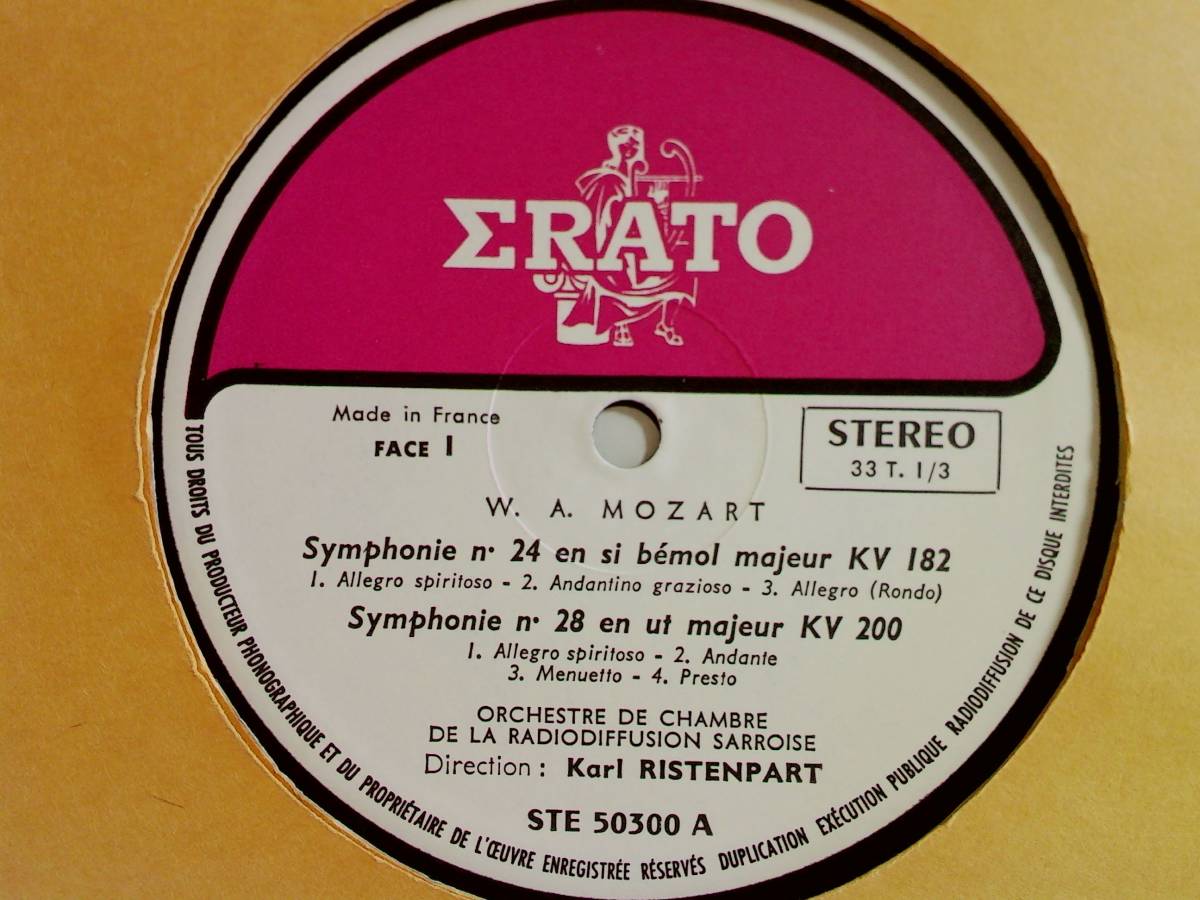 ΣRATO
Made in France
FACE I
STEREO
33 T. 1/3
W. A. MOZART
Symphonie n° 24 en si bémol majeur KV 182
1. Allegro spiritoso - 2. Andantino grazioso - 3. Allegro (Rondo)
Symphonie n° 28 en ut majeur KV 200
1. Allegro spiritoso - 2. Andante
3. Menuetto - 4. Presto
ORCHESTRE DE CHAMBRE
DE LA RADIODIFFUSION SARROISE
Direction : Karl RISTENPART
STE 50300 A
TOUS DROITS DU PRODUCTEUR PHONOGRAPHIQUE ET DU PROPRIÉTAIRE DE L'ŒUVRE ENREGISTRÉE RÉSERVÉS DUPLICATION EXÉCUTION PUBLIQUE RADIODIFFUSION DE CE DISQUE INTERDITES